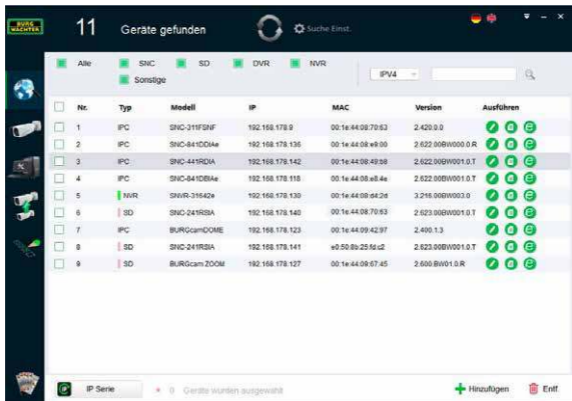 BURG WÄCHTER
11 Geräte gefunden Suche Einst.
Alle SNC SD DVR NVR
Sonstige
IPV4
Nr. Typ Modell IP MAC Version Ausführen
1 IPC SNC-311FSNF 192.168.178.9 00:1e:44:08:70:63 2.420.0.0
2 IPC SNC-841DDIAe 192.168.178.136 00:1e:44:08:e9:00 2.622.00BW000.0.R
3 IPC SNC-441RDIA 192.168.178.142 00:1e:44:08:49:b8 2.622.00BW001.0.T
4 IPC SNC-841DBIAe 192.168.178.118 00:1e:44:08:e8:4e 2.622.00BW001.0.T
5 NVR SNVR-31642e 192.168.178.130 00:1e:44:08:d4:2d 3.216.00BW003.0
6 SD SNC-241RSIA 192.168.178.140 00:1e:44:08:70:63 2.623.00BW001.0.T
7 IPC BURGcamDOME 192.168.178.123 00:1e:44:09:42:97 2.400.1.3
8 SD SNC-241RSIA 192.168.178.141 e0:50:8b:25:fd:c2 2.623.00BW001.0.T
9 SD BURGcam ZOOM 192.168.178.127 00:1e:44:09:67:45 2.600.BW01.0.R
IP Serie 0 Geräte wurden ausgewählt Hinzufügen Entf.